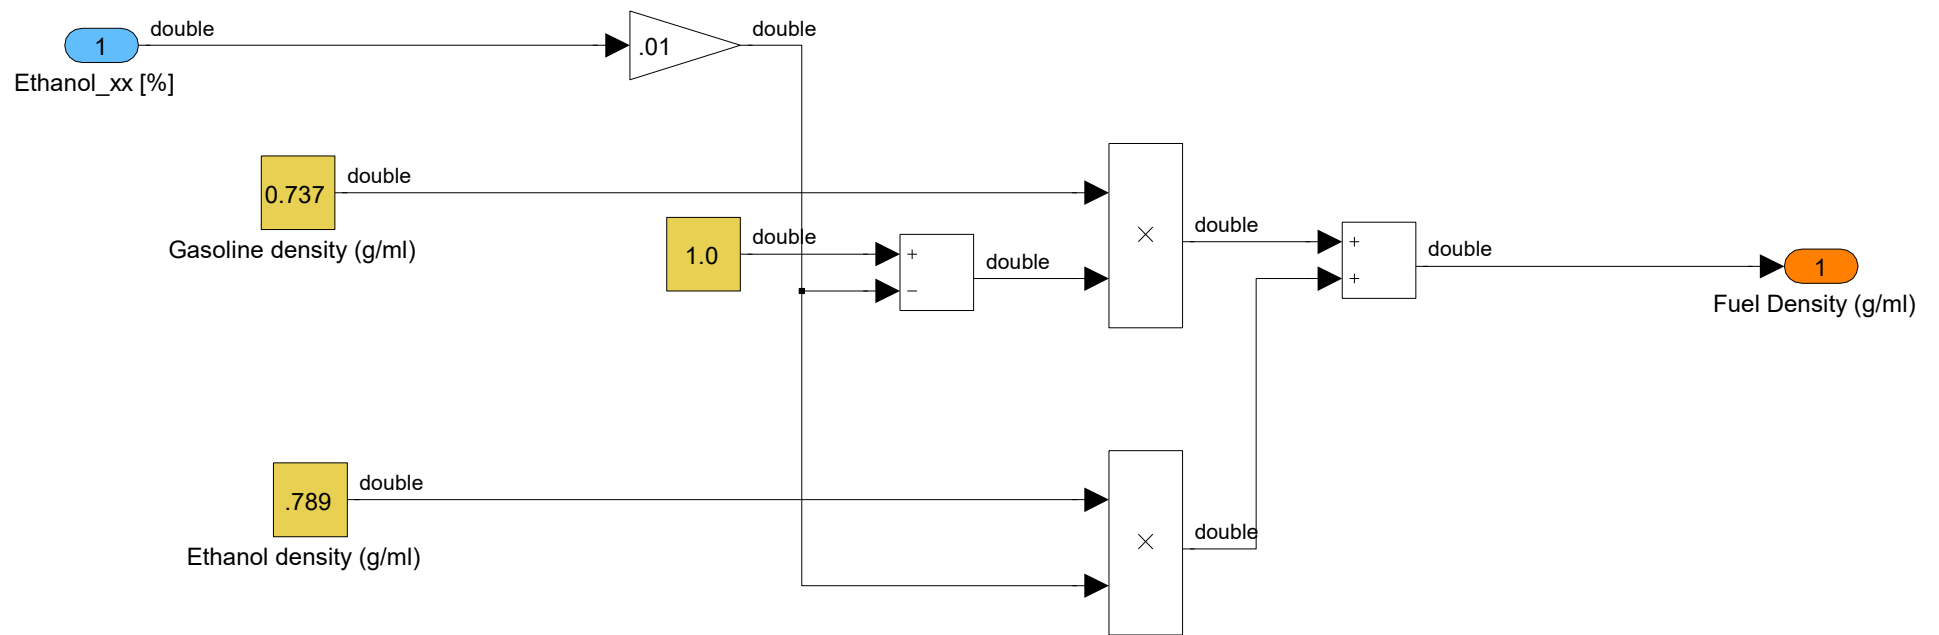 double
1
.01
double
Ethanol_xx [%]
0.737
double
Gasoline density (g/ml)
1.0
double
+
−
double
×
double
+
+
double
1
Fuel Density (g/ml)
.789
double
Ethanol density (g/ml)
×
double